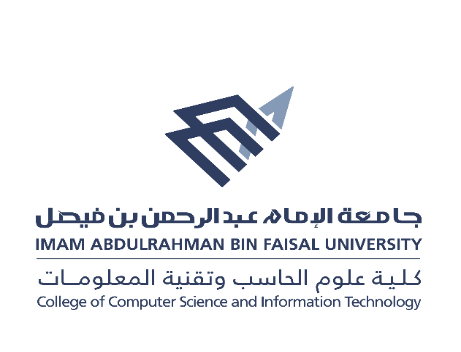 جامعة الإمام عبدالرحمن بن فيصل
IMAM ABDULRAHMAN BIN FAISAL UNIVERSITY
كلية علوم الحاسب وتقنية المعلومات
College of Computer Science and Information Technology